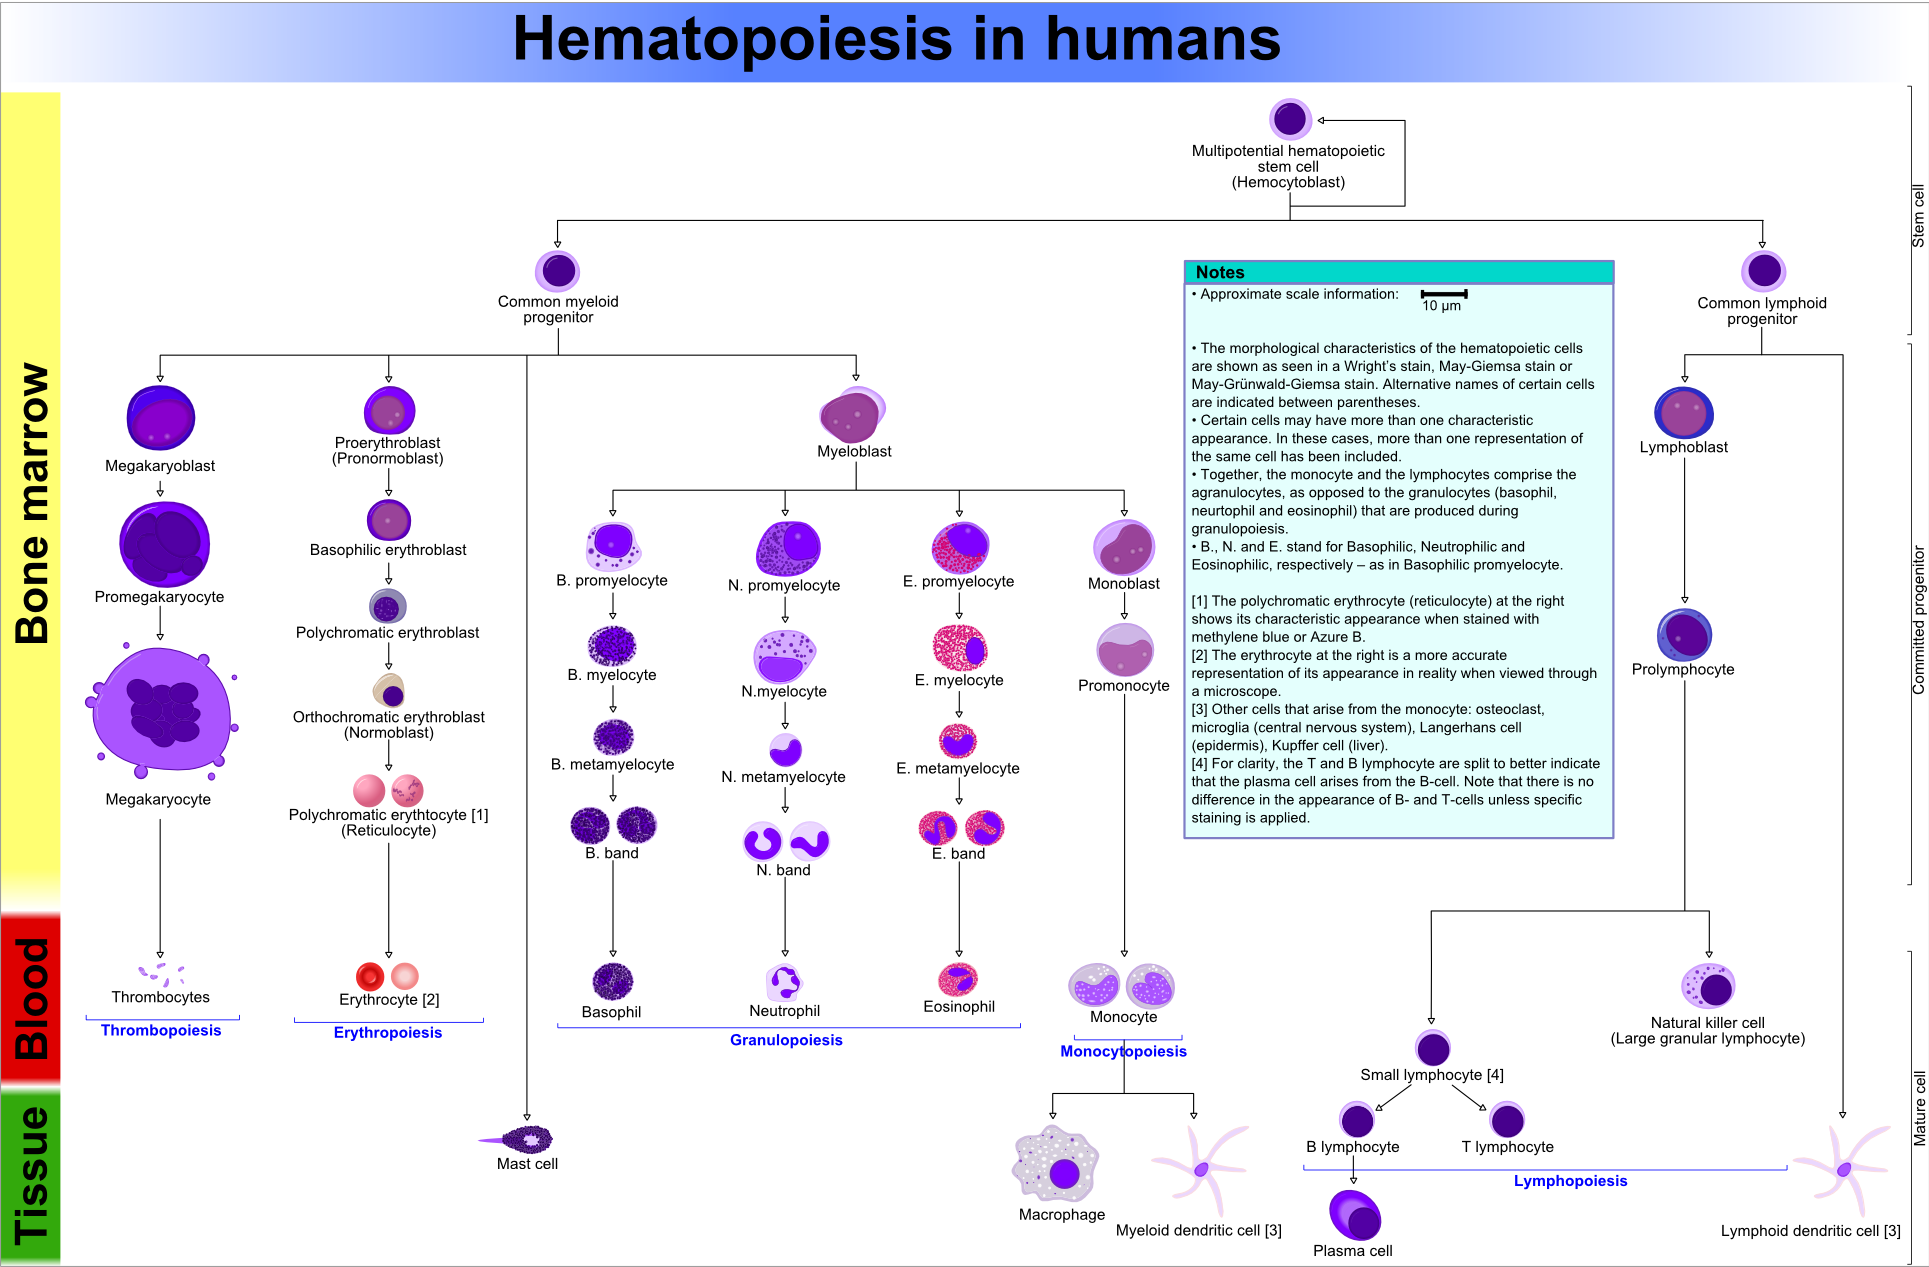 Hematopoiesis in humans
Bone marrow
Blood
Tissue
Stem cell
Committed progenitor
Mature cell
Multipotential hematopoietic
stem cell
(Hemocytoblast)
Common myeloid
progenitor
Common lymphoid
progenitor
Megakaryoblast
Promegakaryocyte
Megakaryocyte
Thrombocytes
Thrombopoiesis
Proerythroblast
(Pronormoblast)
Basophilic erythroblast
Polychromatic erythroblast
Orthochromatic erythroblast
(Normoblast)
Polychromatic erythtocyte [1]
(Reticulocyte)
Erythrocyte [2]
Erythropoiesis
Mast cell
Myeloblast
B. promyelocyte
B. myelocyte
B. metamyelocyte
B. band
Basophil
N. promyelocyte
N.myelocyte
N. metamyelocyte
N. band
Neutrophil
E. promyelocyte
E. myelocyte
E. metamyelocyte
E. band
Eosinophil
Granulopoiesis
Monoblast
Promonocyte
Monocyte
Monocytopoiesis
Macrophage
Myeloid dendritic cell [3]
Notes
• Approximate scale information:
10 µm
• The morphological characteristics of the hematopoietic cells
are shown as seen in a Wright's stain, May-Giemsa stain or
May-Grünwald-Giemsa stain. Alternative names of certain cells
are indicated between parentheses.
• Certain cells may have more than one characteristic
appearance. In these cases, more than one representation of
the same cell has been included.
• Together, the monocyte and the lymphocytes comprise the
agranulocytes, as opposed to the granulocytes (basophil,
neurtophil and eosinophil) that are produced during
granulopoiesis.
• B., N. and E. stand for Basophilic, Neutrophilic and
Eosinophilic, respectively – as in Basophilic promyelocyte.
[1] The polychromatic erythrocyte (reticulocyte) at the right
shows its characteristic appearance when stained with
methylene blue or Azure B.
[2] The erythrocyte at the right is a more accurate
representation of its appearance in reality when viewed through
a microscope.
[3] Other cells that arise from the monocyte: osteoclast,
microglia (central nervous system), Langerhans cell
(epidermis), Kupffer cell (liver).
[4] For clarity, the T and B lymphocyte are split to better indicate
that the plasma cell arises from the B-cell. Note that there is no
difference in the appearance of B- and T-cells unless specific
staining is applied.
Lymphoblast
Prolymphocyte
Natural killer cell
(Large granular lymphocyte)
Small lymphocyte [4]
B lymphocyte
T lymphocyte
Lymphopoiesis
Plasma cell
Lymphoid dendritic cell [3]